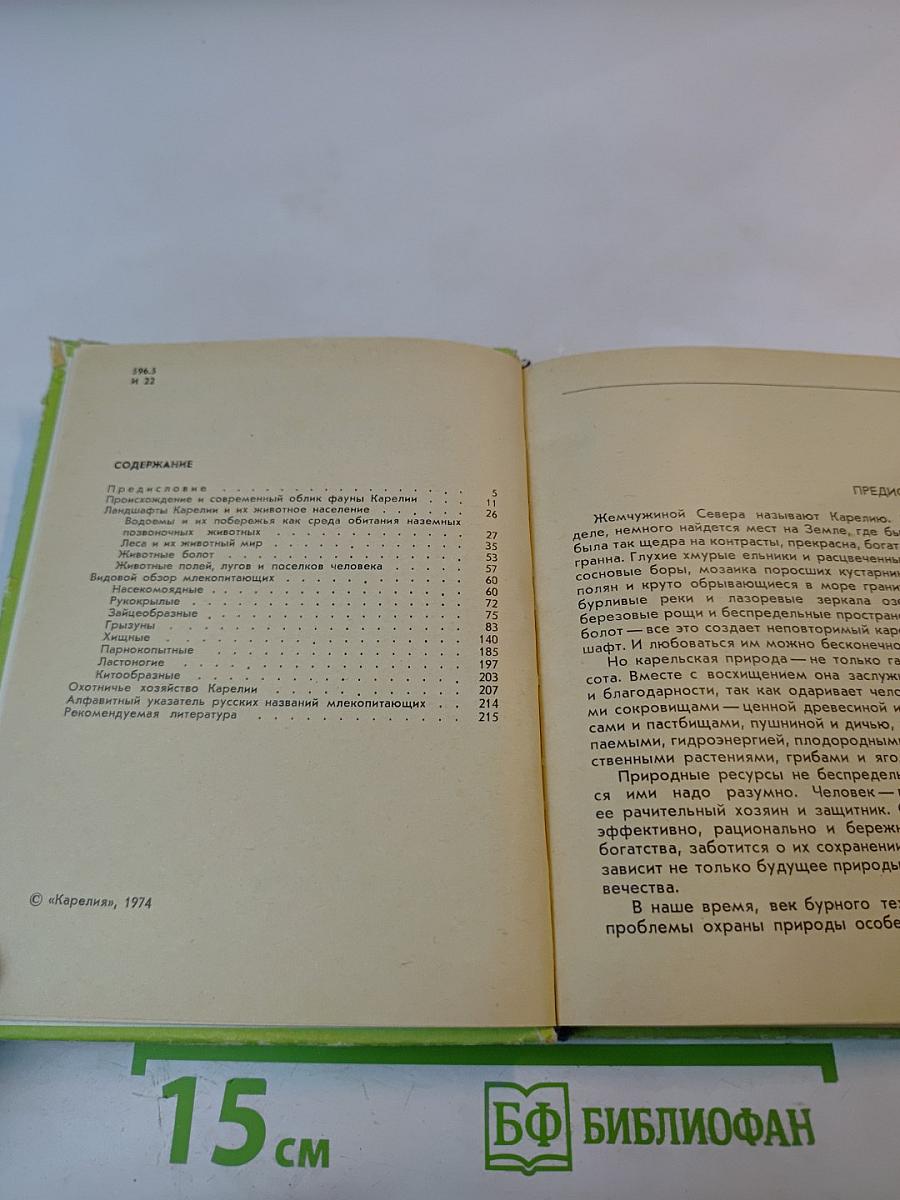 596.5
И 22
СОДЕРЖАНИЕ
Предисловие . . . . . . . . . . . . . . . . 5
Происхождение и современный облик фауны Карелии . . . 11
Ландшафты Карелии и их животное население . . . . . . 26
Водоемы и их побережья как среда обитания наземных
позвоночных животных . . . . . . . . . . . . 27
Леса и их животный мир . . . . . . . . . . . 35
Животные болот . . . . . . . . . . . . . . 53
Животные полей, лугов и поселков человека . . . . . 57
Видовой обзор млекопитающих . . . . . . . . . . 60
Насекомоядные . . . . . . . . . . . . . . 60
Рукокрылые . . . . . . . . . . . . . . . 72
Зайцеобразные . . . . . . . . . . . . . . 75
Грызуны . . . . . . . . . . . . . . . . 83
Хищные . . . . . . . . . . . . . . . . 140
Парнокопытные . . . . . . . . . . . . . . 185
Ластоногие . . . . . . . . . . . . . . . 197
Китообразные . . . . . . . . . . . . . . 203
Охотничье хозяйство Карелии . . . . . . . . . . . 207
Алфавитный указатель русских названий млекопитающих . . 214
Рекомендуемая литература . . . . . . . . . . . . 215
© «Карелия», 1974
ПРЕДИС
Жемчужиной Севера называют Карелию.
деле, немного найдется мест на Земле, где бы
была так щедра на контрасты, прекрасна, богат
гранна. Глухие хмурые ельники и расцвеченны
сосновые боры, мозаика поросших кустарни
полян и круто обрывающиеся в море грани
бурливые реки и лазоревые зеркала озе
березовые рощи и беспредельные простран
болот — все это создает неповторимый каре
шафт. И любоваться им можно бесконечно
Но карельская природа — не только га
сота. Вместе с восхищением она заслужи
и благодарности, так как одаривает чело
ми сокровищами — ценной древесиной и
сами и пастбищами, пушниной и дичью,
паемыми, гидроэнергией, плодородным
ственными растениями, грибами и яго
Природные ресурсы не беспредель
ся ими надо разумно. Человек —
ее рачительный хозяин и защитник.
эффективно, рационально и бережн
богатства, заботится о их сохранении
зависит не только будущее природы
вечества.
В наше время, век бурного тех
проблемы охраны природы особе
15 см
БФ БИБЛИОФАН